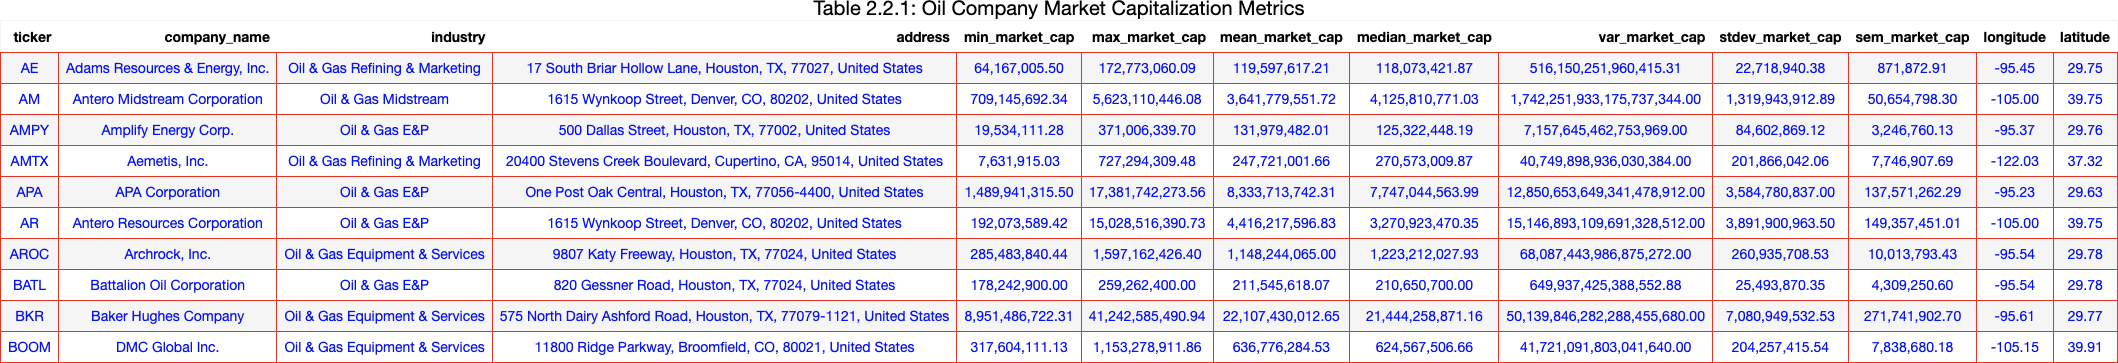 Table 2.2.1: Oil Company Market Capitalization Metrics
ticker company_name industry address min_market_cap max_market_cap mean_market_cap median_market_cap var_market_cap stdev_market_cap sem_market_cap longitude latitude
AE Adams Resources & Energy, Inc. Oil & Gas Refining & Marketing 17 South Briar Hollow Lane, Houston, TX, 77027, United States 64,167,005.50 172,773,060.09 119,597,617.21 118,073,421.87 516,150,251,960,415.31 22,718,940.38 871,872.91 -95.45 29.75
AM Antero Midstream Corporation Oil & Gas Midstream 1615 Wynkoop Street, Denver, CO, 80202, United States 709,145,692.34 5,623,110,446.08 3,641,779,551.72 4,125,810,771.03 1,742,251,933,175,737,344.00 1,319,943,912.89 50,654,798.30 -105.00 39.75
AMPY Amplify Energy Corp. Oil & Gas E&P 500 Dallas Street, Houston, TX, 77002, United States 19,534,111.28 371,006,339.70 131,979,482.01 125,322,448.19 7,157,645,462,753,969.00 84,602,869.12 3,246,760.13 -95.37 29.76
AMTX Aemetis, Inc. Oil & Gas Refining & Marketing 20400 Stevens Creek Boulevard, Cupertino, CA, 95014, United States 7,631,915.03 727,294,309.48 247,721,001.66 270,573,009.87 40,749,898,936,030,384.00 201,866,042.06 7,746,907.69 -122.03 37.32
APA APA Corporation Oil & Gas E&P One Post Oak Central, Houston, TX, 77056-4400, United States 1,489,941,315.50 17,381,742,273.56 8,333,713,742.31 7,747,044,563.99 12,850,653,649,341,478,912.00 3,584,780,837.00 137,571,262.29 -95.23 29.63
AR Antero Resources Corporation Oil & Gas E&P 1615 Wynkoop Street, Denver, CO, 80202, United States 192,073,589.42 15,028,516,390.73 4,416,217,596.83 3,270,923,470.35 15,146,893,109,691,328,512.00 3,891,900,963.50 149,357,451.01 -105.00 39.75
AROC Archrock, Inc. Oil & Gas Equipment & Services 9807 Katy Freeway, Houston, TX, 77024, United States 285,483,840.44 1,597,162,426.40 1,148,244,065.00 1,223,212,027.93 68,087,443,986,875,272.00 260,935,708.53 10,013,793.43 -95.54 29.78
BATL Battalion Oil Corporation Oil & Gas E&P 820 Gessner Road, Houston, TX, 77024, United States 178,242,900.00 259,262,400.00 211,545,618.07 210,650,700.00 649,937,425,388,552.88 25,493,870.35 4,309,250.60 -95.54 29.78
BKR Baker Hughes Company Oil & Gas Equipment & Services 575 North Dairy Ashford Road, Houston, TX, 77079-1121, United States 8,951,486,722.31 41,242,585,490.94 22,107,430,012.65 21,444,258,871.16 50,139,846,282,288,455,680.00 7,080,949,532.53 271,741,902.70 -95.61 29.77
BOOM DMC Global Inc. Oil & Gas Equipment & Services 11800 Ridge Parkway, Broomfield, CO, 80021, United States 317,604,111.13 1,153,278,911.86 636,776,284.53 624,567,506.66 41,721,091,803,041,640.00 204,257,415.54 7,838,680.18 -105.15 39.91